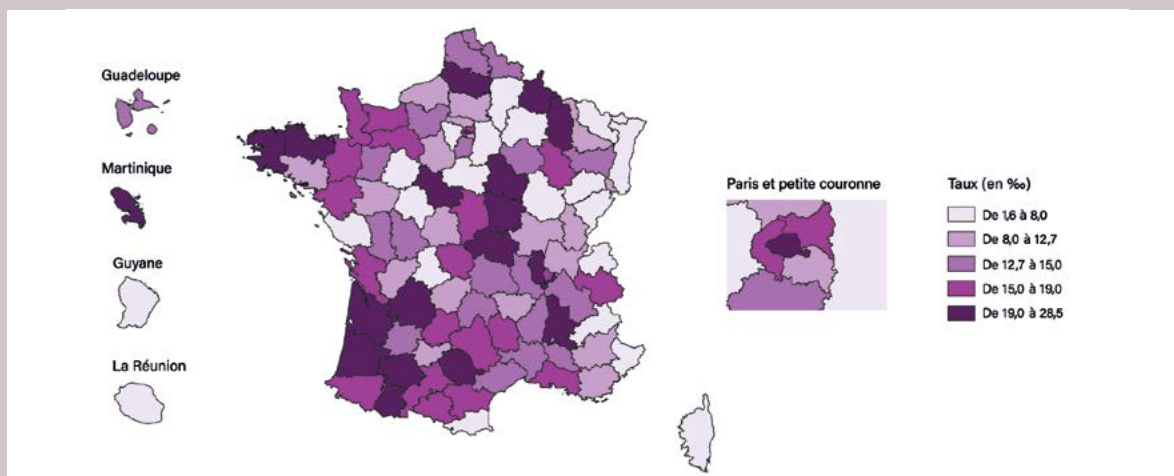 Guadeloupe
Martinique
Guyane
La Réunion
Paris et petite couronne
Taux (en ‰)
De 1,6 à 8,0
De 8,0 à 12,7
De 12,7 à 15,0
De 15,0 à 19,0
De 19,0 à 28,5